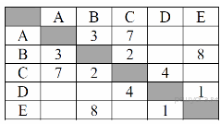 A B C D E
A 3 7
B 3 2 8
C 7 2 4
D 4 1
E 8 1